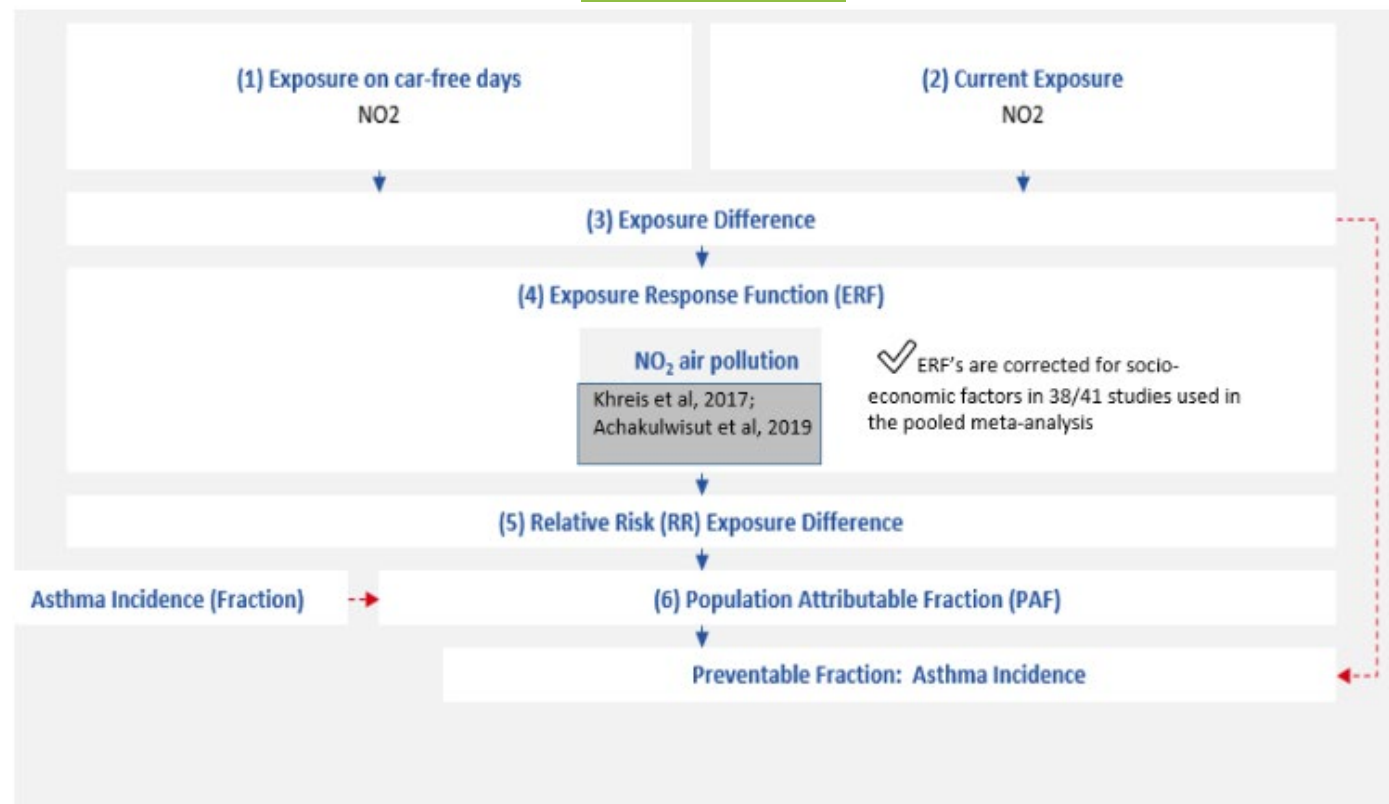 (1) Exposure on car-free days
NO2
(2) Current Exposure
NO2
(3) Exposure Difference
(4) Exposure Response Function (ERF)
NO₂ air pollution
Khreis et al, 2017;
Achakulwisut et al, 2019
ERF's are corrected for socio-
economic factors in 38/41 studies used in
the pooled meta-analysis
(5) Relative Risk (RR) Exposure Difference
Asthma Incidence (Fraction)
(6) Population Attributable Fraction (PAF)
Preventable Fraction: Asthma Incidence